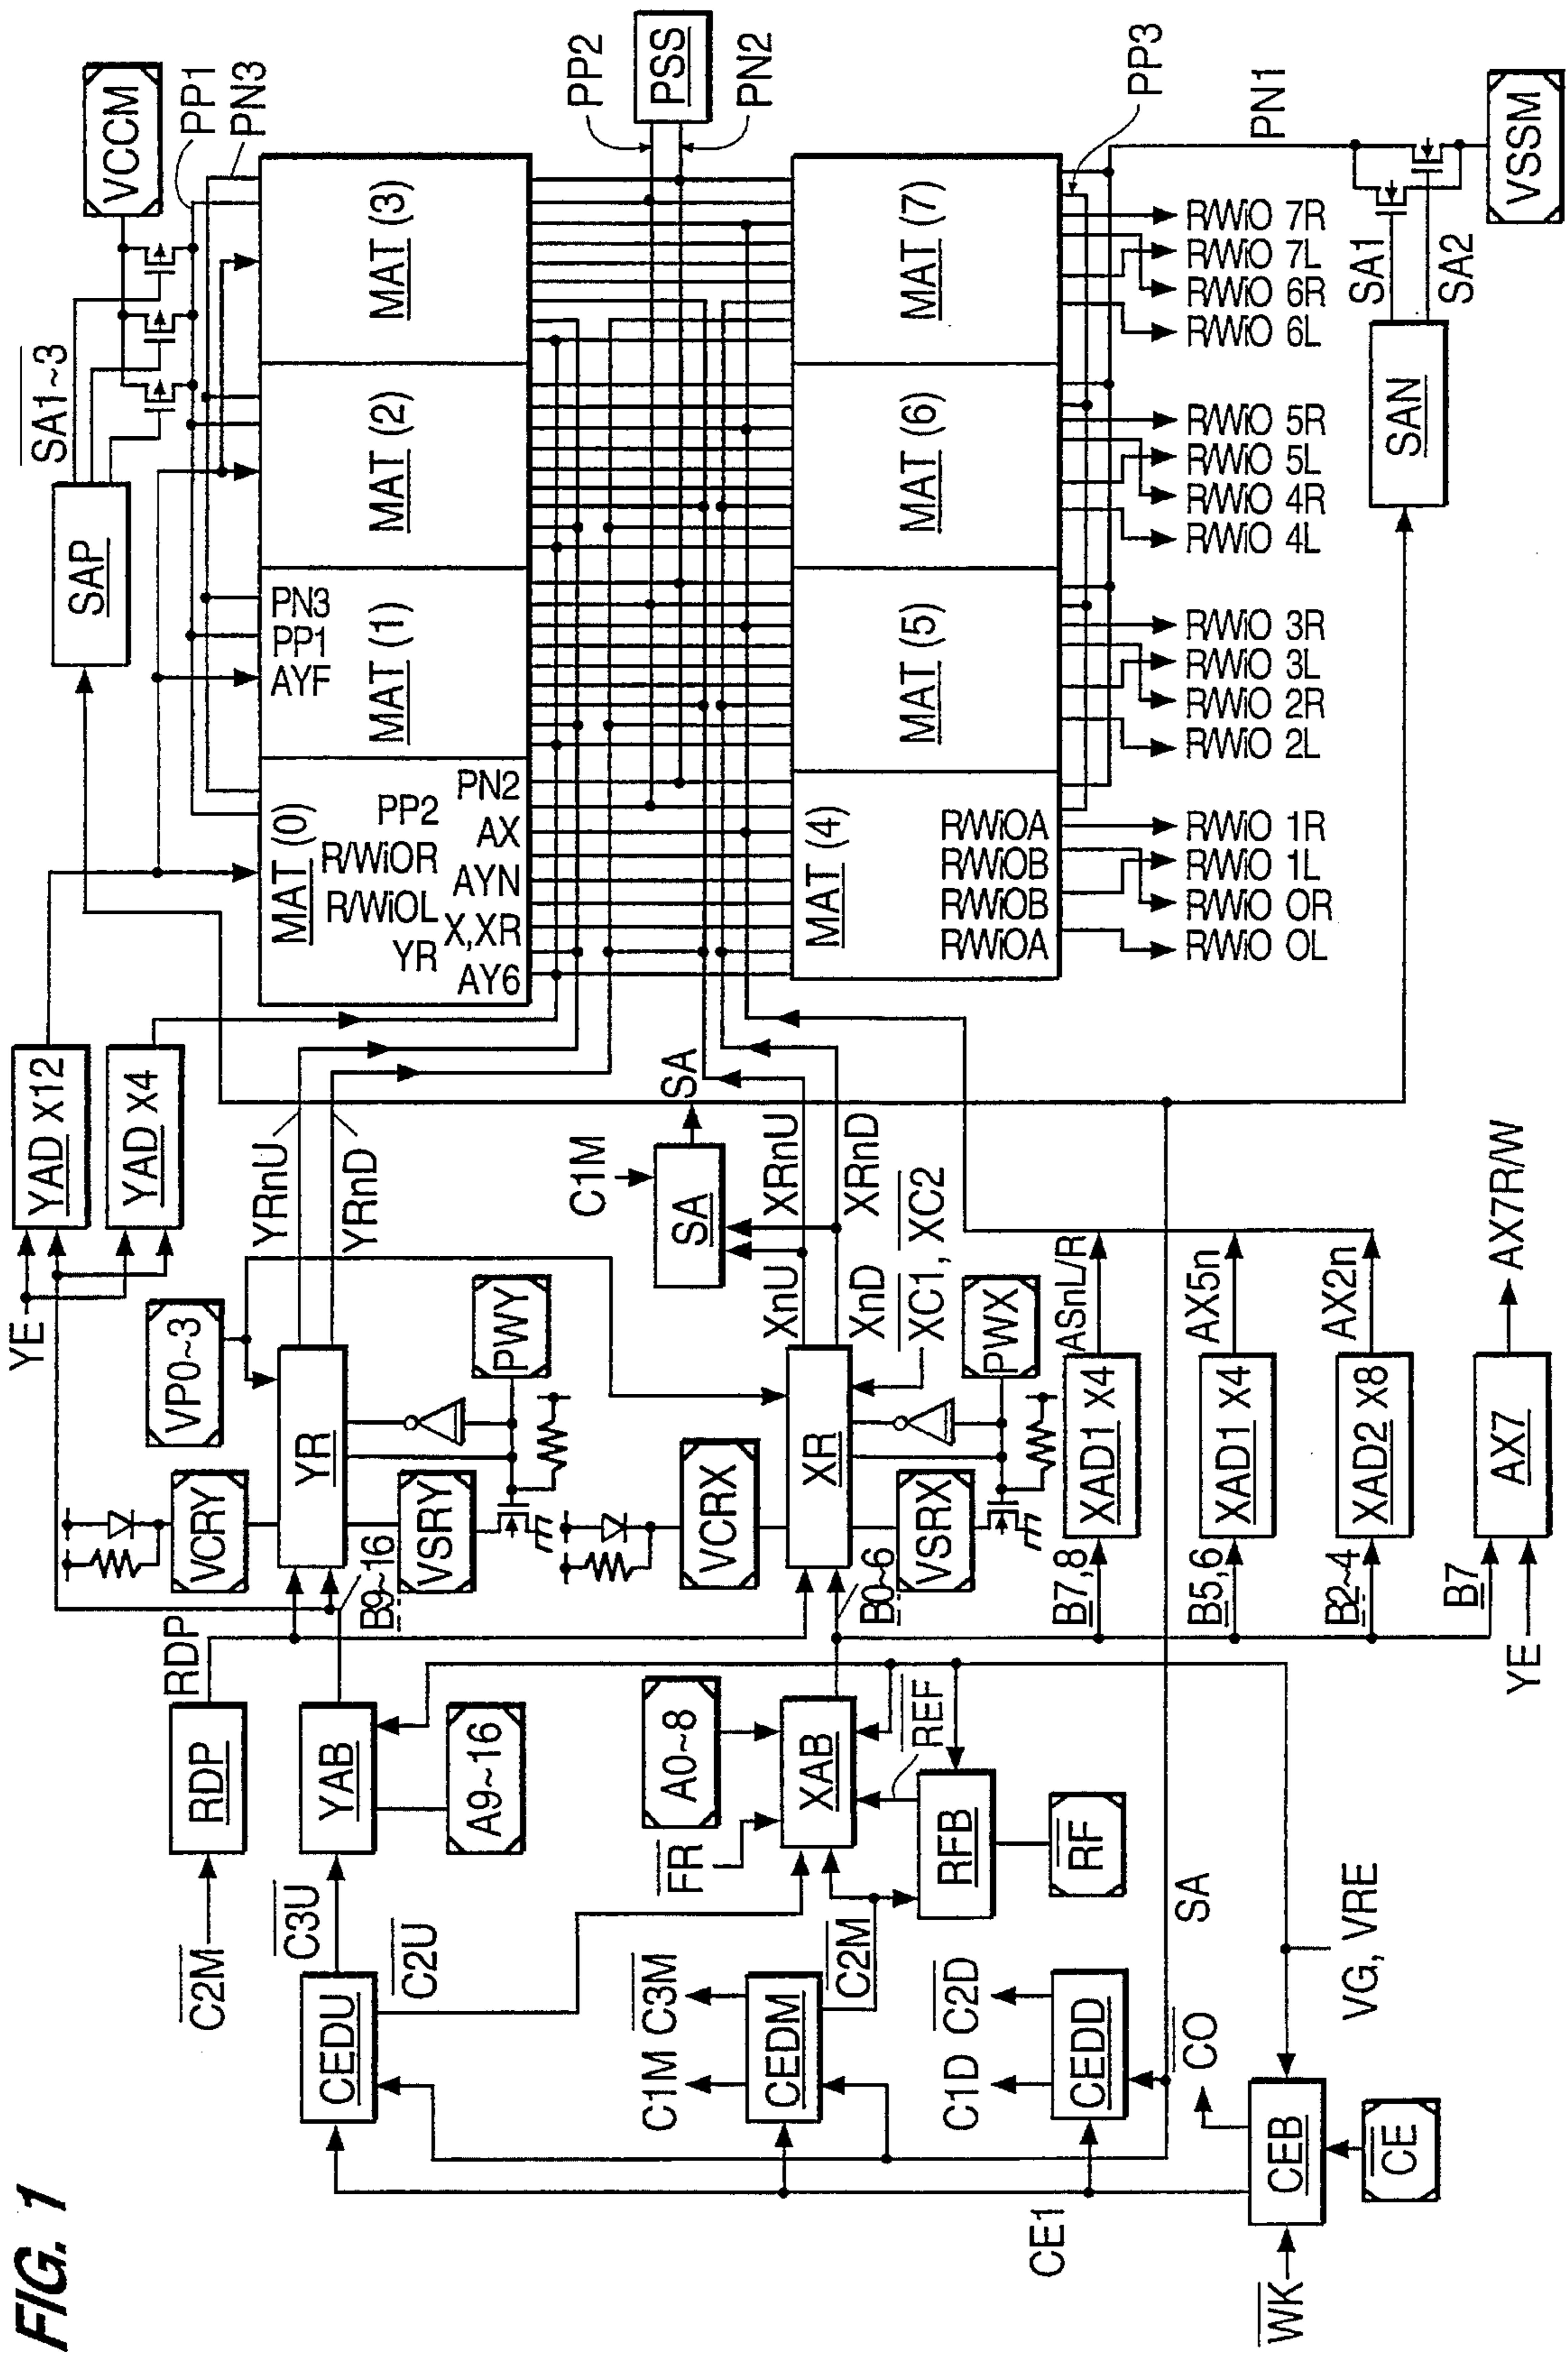 FIG. 1
VCCM
PP1
PN3
SA1~3
SAP
PP2
PSS
PN2
PP3
PN1
VSSM
SA1
SA2
SAN
MAT (3)
MAT (2)
PN3
PP1
AYF
MAT (1)
MAT (0)
PN2
PP2
AX
R/WiOR
AYN
R/WiOL
X,XR
YR
AY6
MAT (7)
MAT (6)
MAT (5)
MAT (4)
R/WiOA
R/WiOB
R/WiOB
R/WiOA
R/WiO 7R
R/WiO 7L
R/WiO 6R
R/WiO 6L
R/WiO 5R
R/WiO 5L
R/WiO 4R
R/WiO 4L
R/WiO 3R
R/WiO 3L
R/WiO 2R
R/WiO 2L
R/WiO 1R
R/WiO 1L
R/WiO OR
R/WiO OL
YAD X12
YAD X4
YE
YRnU
YRnD
VP0~3
YR
PWY
VCRY
VSRY
B9~16
C1M
SA
SA
XRnU
XRnD
XnU
XnD
XC1, XC2
XR
PWX
VCRX
VSRX
B0~6
ASnL/R
XAD1 X4
B7,8
AX5n
XAD1 X4
B5,6
AX2n
XAD2 X8
B2~4
AX7R/W
AX7
B7
YE
RDP
RDP
C2M
YAB
A9~16
C3U
CEDU
C2U
A0~8
XAB
FR
REF
RFB
RF
C2M
C1M C3M
CEDM
C1D C2D
CEDD
SA
CE1
CO
CEB
CE
WK
VG, VRE